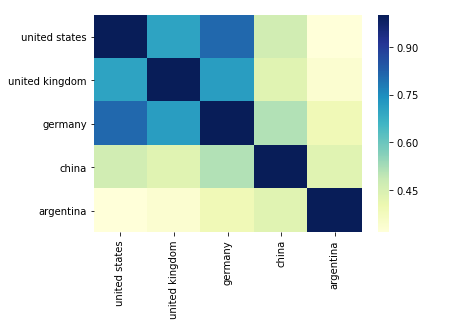 united states
united kingdom
germany
china
argentina
0.90
0.75
0.60
0.45
united states
united kingdom
germany
china
argentina